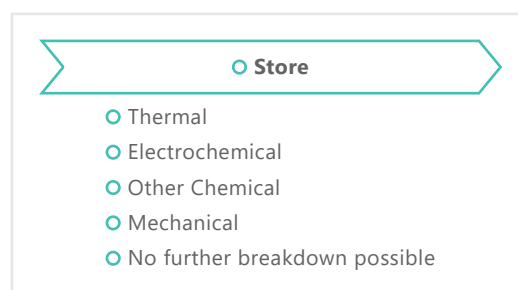 Store
Thermal
Electrochemical
Other Chemical
Mechanical
No further breakdown possible